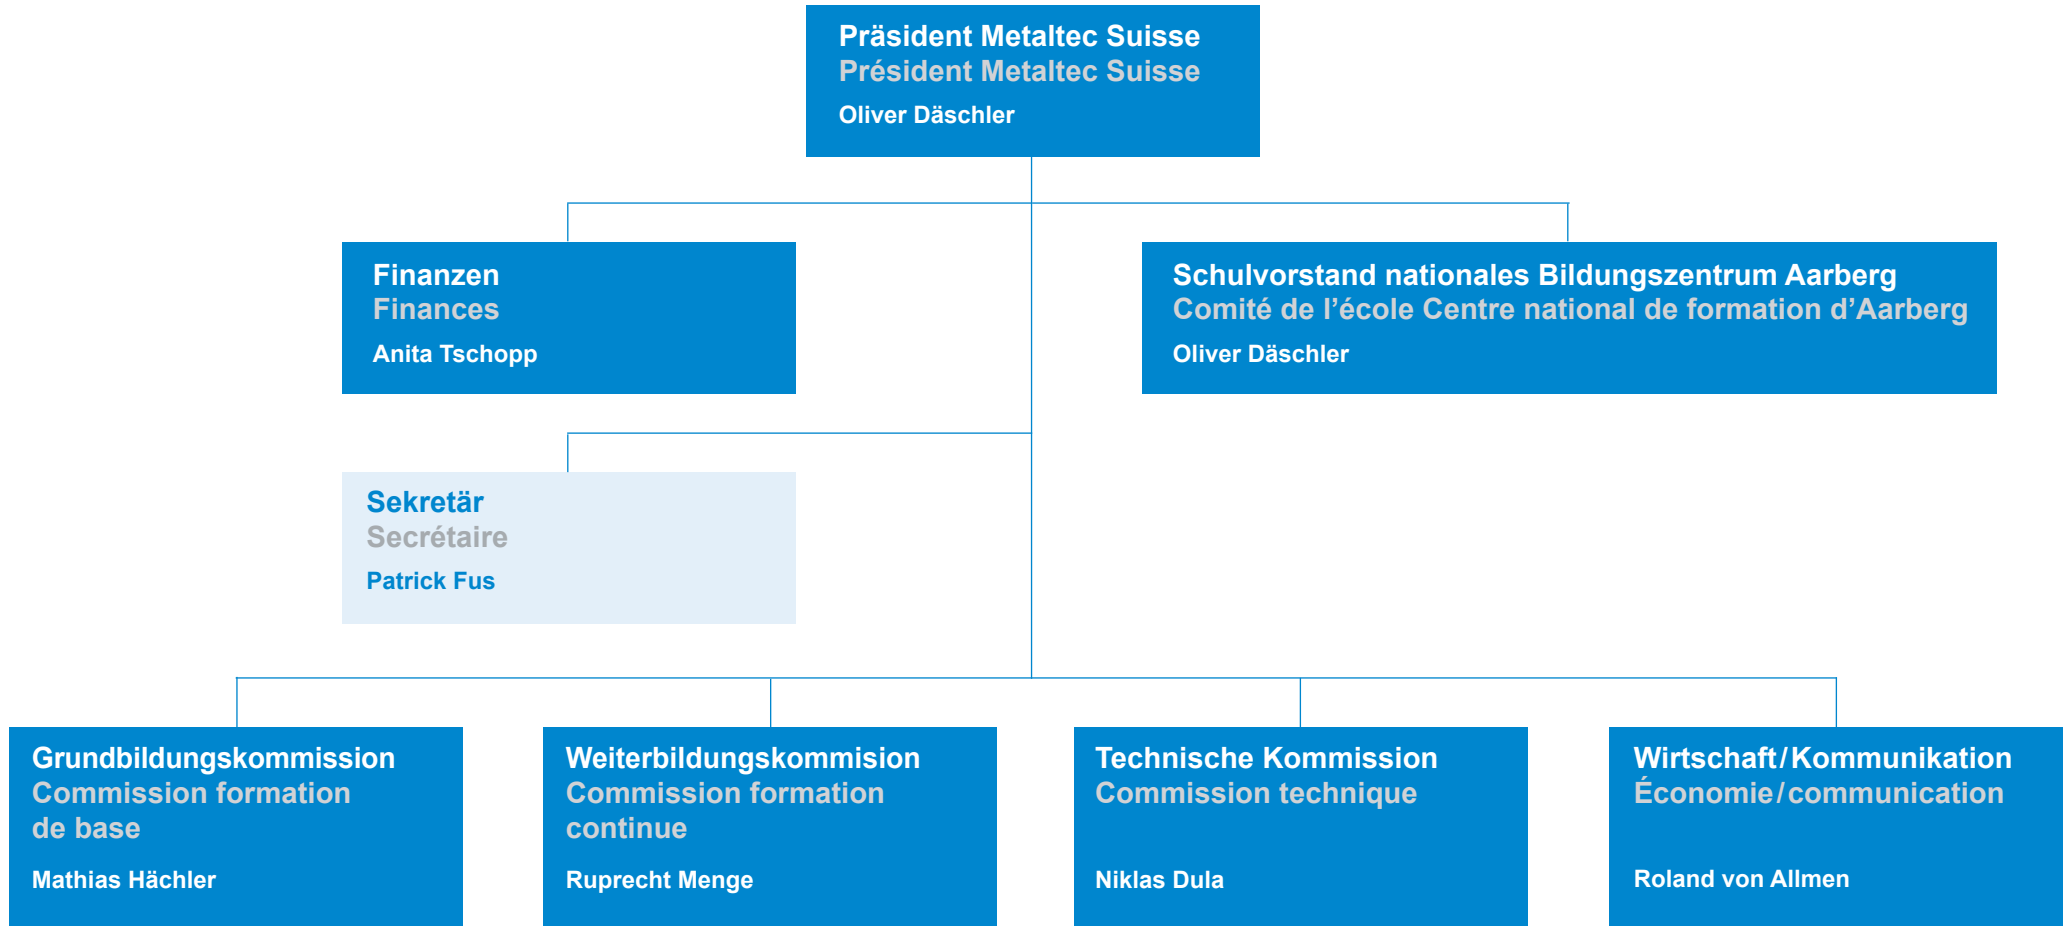 Präsident Metaltec Suisse
Président Metaltec Suisse
Oliver Däschler
Finanzen
Finances
Anita Tschopp
Schulvorstand nationales Bildungszentrum Aarberg
Comité de l’école Centre national de formation d’Aarberg
Oliver Däschler
Sekretär
Secrétaire
Patrick Fus
Grundbildungskommission
Commission formation
de base
Mathias Hächler
Weiterbildungskommision
Commission formation
continue
Ruprecht Menge
Technische Kommission
Commission technique
Niklas Dula
Wirtschaft/Kommunikation
Économie/communication
Roland von Allmen